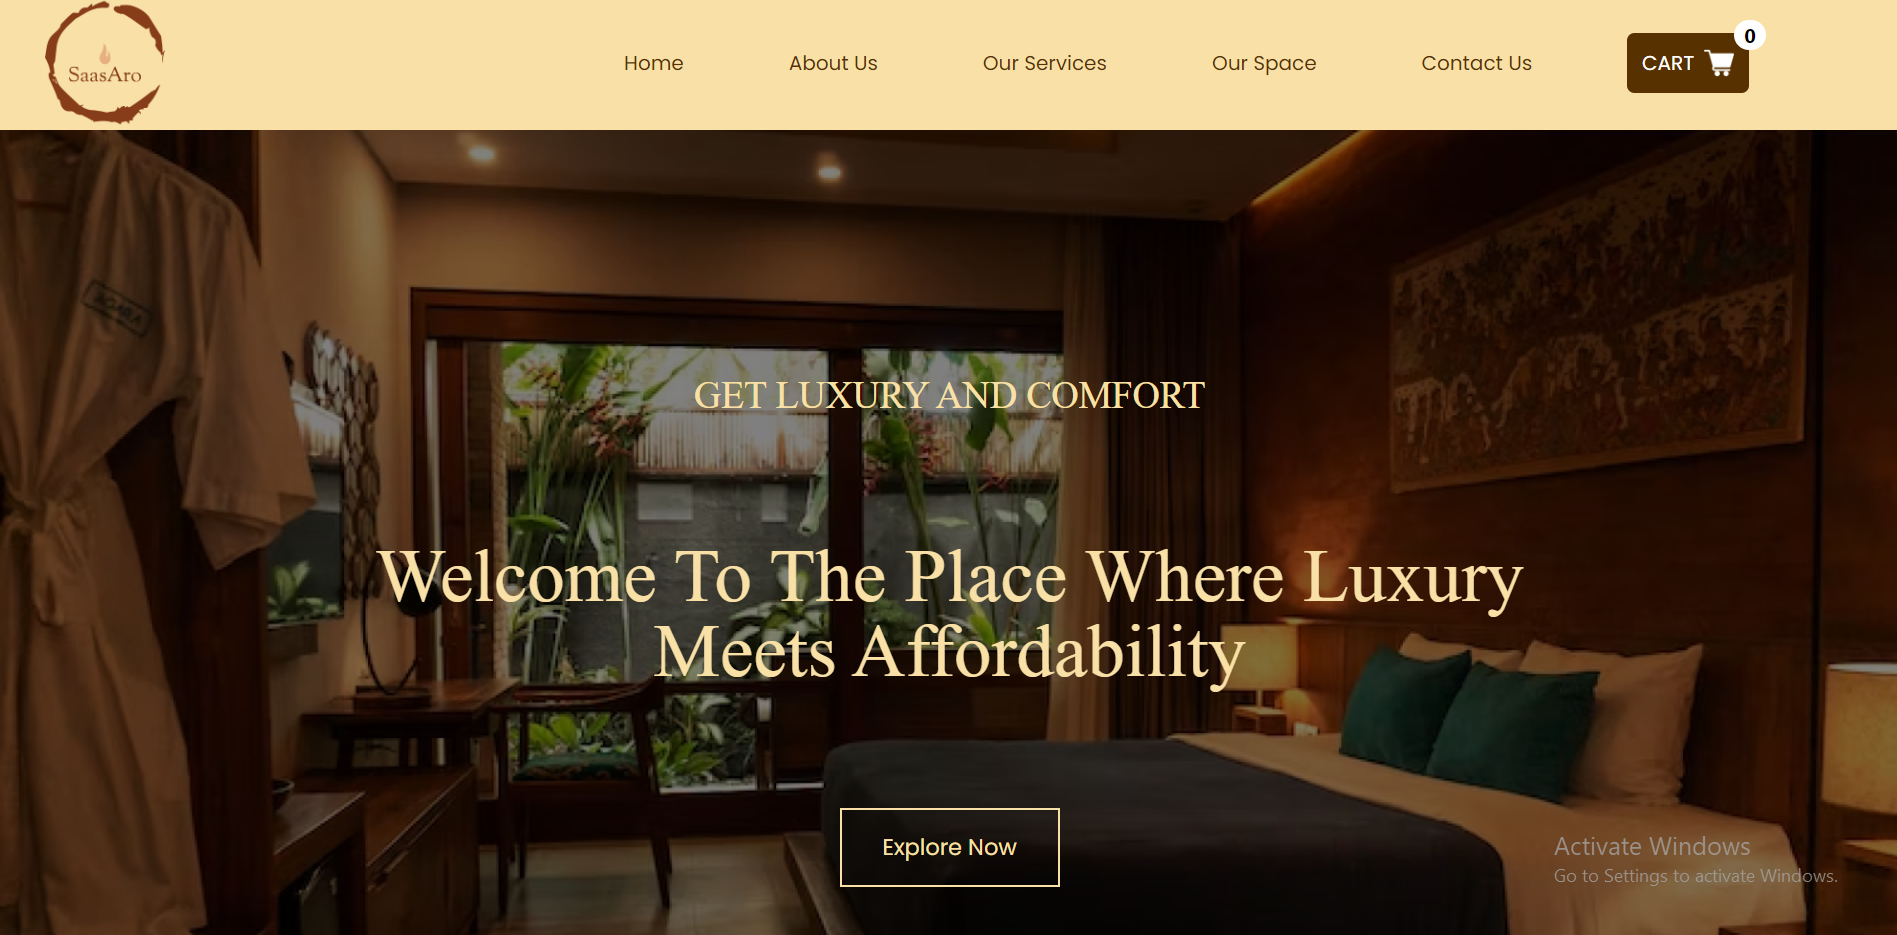 SaasAro
Home
About Us
Our Services
Our Space
Contact Us
CART
0
GET LUXURY AND COMFORT
Welcome To The Place Where Luxury
Meets Affordability
Explore Now
Activate Windows
Go to Settings to activate Windows.